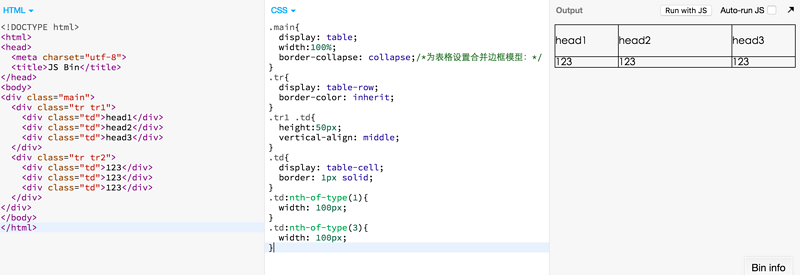 HTML
<!DOCTYPE html>
<html>
<head>
  <meta charset="utf-8">
  <title>JS Bin</title>
</head>
<body>
<div class="main">
  <div class="tr tr1">
    <div class="td">head1</div>
    <div class="td">head2</div>
    <div class="td">head3</div>
  </div>
  <div class="tr tr2">
    <div class="td">123</div>
    <div class="td">123</div>
    <div class="td">123</div>
  </div>
</div>
</body>
</html>
CSS
.main{
  display: table;
  width:100%;
  border-collapse: collapse;/*为表格设置合并边框模型：*/
}
.tr{
  display: table-row;
  border-color: inherit;
}
.tr1 .td{
  height:50px;
  vertical-align: middle;
}
.td{
  display: table-cell;
  border: 1px solid;
}
.td:nth-of-type(1){
  width: 100px;
}
.td:nth-of-type(3){
  width: 100px;
}
Output
Run with JS
Auto-run JS
head1 head2 head3
123 123 123
Bin info